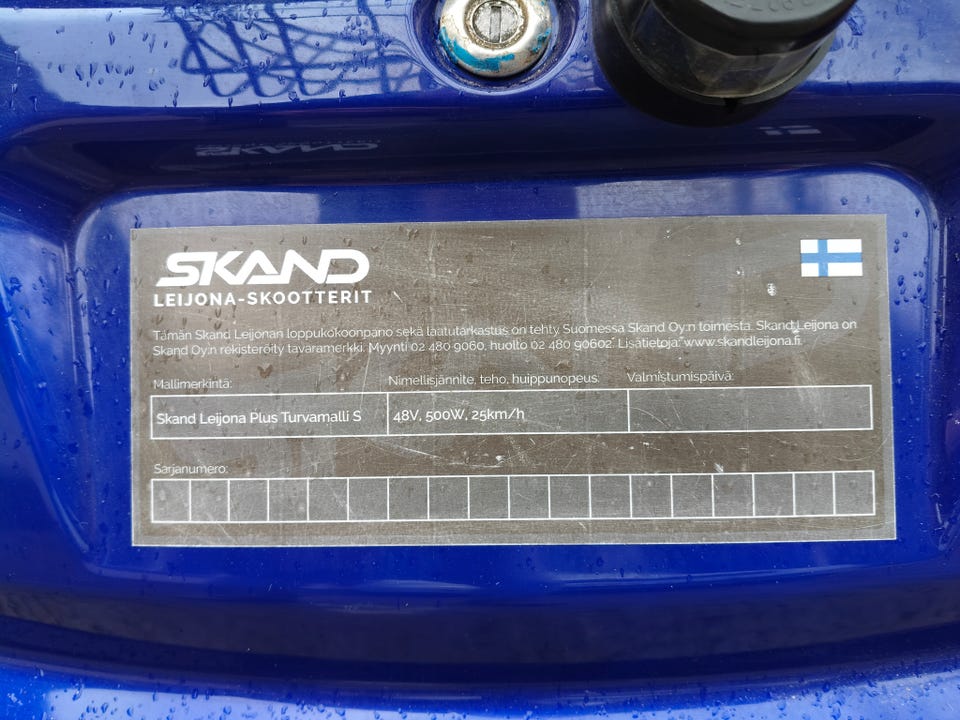 SKAND
LEIJONA-SKOOTTERIT
Tämän Skand Leijonan loppukokoonpano sekä laatutarkastus on tehty Suomessa Skand Oy:n toimesta. Skand Leijona on
Skand Oy:n rekisteröity tavaramerkki. Myynti 02 480 9060, huolto 02 480 90602. Lisätietoja: www.skandleijona.fi.
Mallimerkintä: Nimellisjännite, teho, huippunopeus: Valmistumispäivä:
Skand Leijona Plus Turvamalli S 48V, 500W, 25km/h
Sarjanumero: